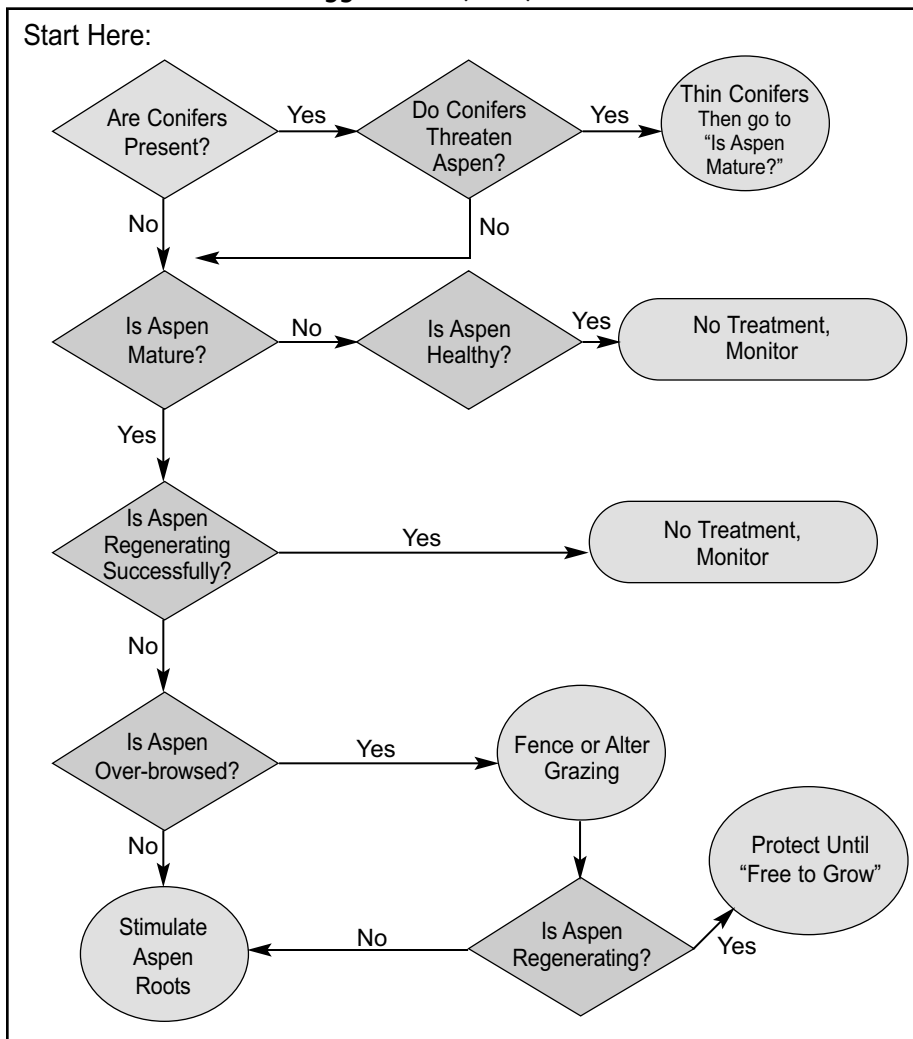 Start Here:
Are Conifers
Present?
Yes
Do Conifers
Threaten
Aspen?
Yes
Thin Conifers
Then go to
“Is Aspen
Mature?”
No
No
Is Aspen
Mature?
No
Is Aspen
Healthy?
Yes
No Treatment,
Monitor
Yes
Is Aspen
Regenerating
Successfully?
Yes
No Treatment,
Monitor
No
Is Aspen
Over-browsed?
Yes
Fence or Alter
Grazing
No
Protect Until
“Free to Grow”
Stimulate
Aspen
Roots
No
Is Aspen
Regenerating?
Yes